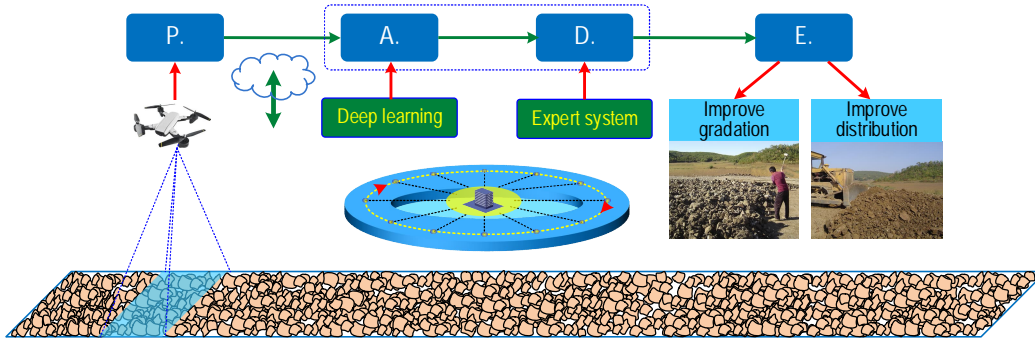 P.
A.
D.
E.
Deep learning
Expert system
Improve
gradation
Improve
distribution